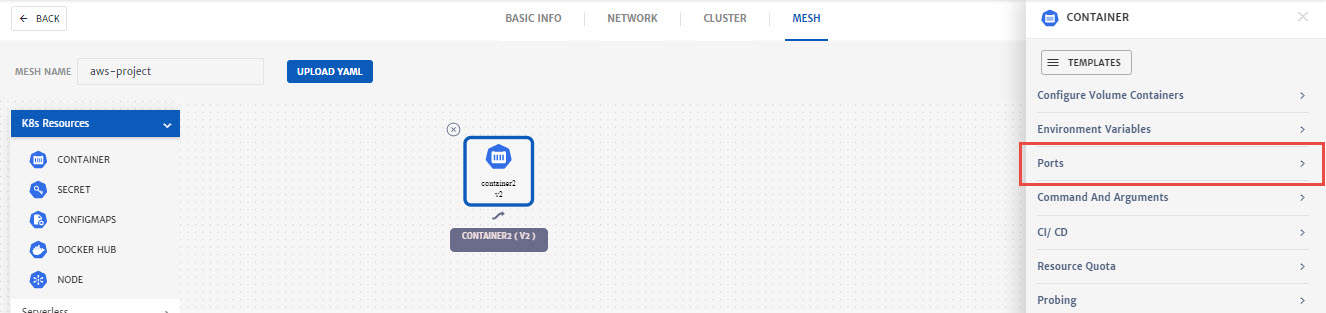 BACK
BASIC INFO
NETWORK
CLUSTER
MESH
MESH NAME
aws-project
UPLOAD YAML
K8s Resources
CONTAINER
SECRET
CONFIGMAPS
DOCKER HUB
NODE
Serverless
container2
v2
CONTAINER2 ( V2 )
CONTAINER
TEMPLATES
Configure Volume Containers
Environment Variables
Ports
Command And Arguments
CI/ CD
Resource Quota
Probing